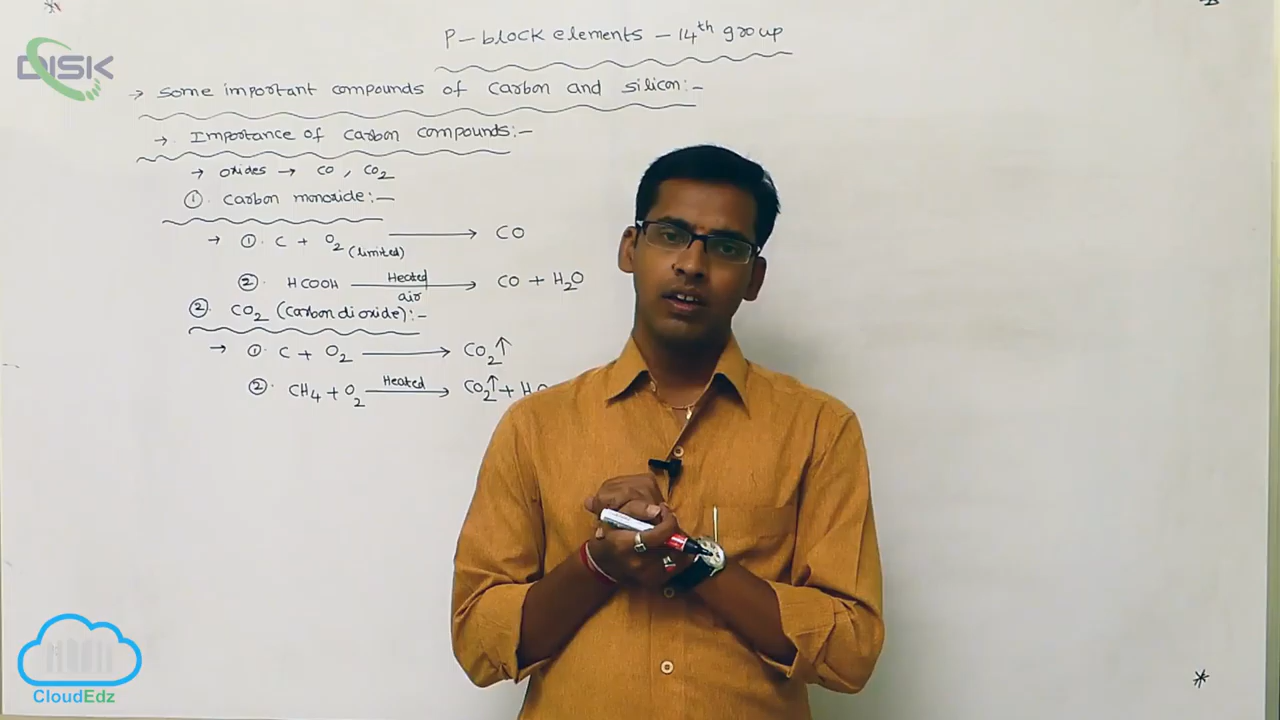 P - block elements - 14th group
DISK
→ Some important compounds of Carbon and silicon:-
→ Importance of Carbon compounds:-
→ oxides → CO, CO2
① Carbon monoxide:-
→ ①. C + O2 (limited) → CO
②. HCOOH Heated air → CO + H2O
②. CO2 (Carbon dioxide):-
→ ①. C + O2 → CO2↑
②. CH4 + O2 Heated → CO2↑ + H
CloudEdz